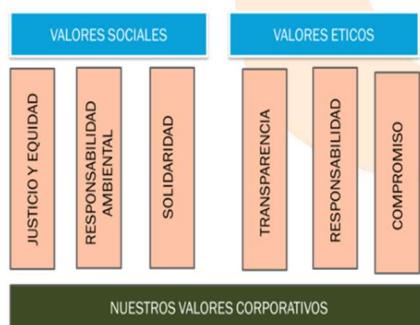 VALORES SOCIALES
VALORES ETICOS
JUSTICIO Y EQUIDAD
RESPONSABILIDAD
AMBIENTAL
SOLIDARIDAD
TRANSPARENCIA
RESPONSABILIDAD
COMPROMISO
NUESTROS VALORES CORPORATIVOS